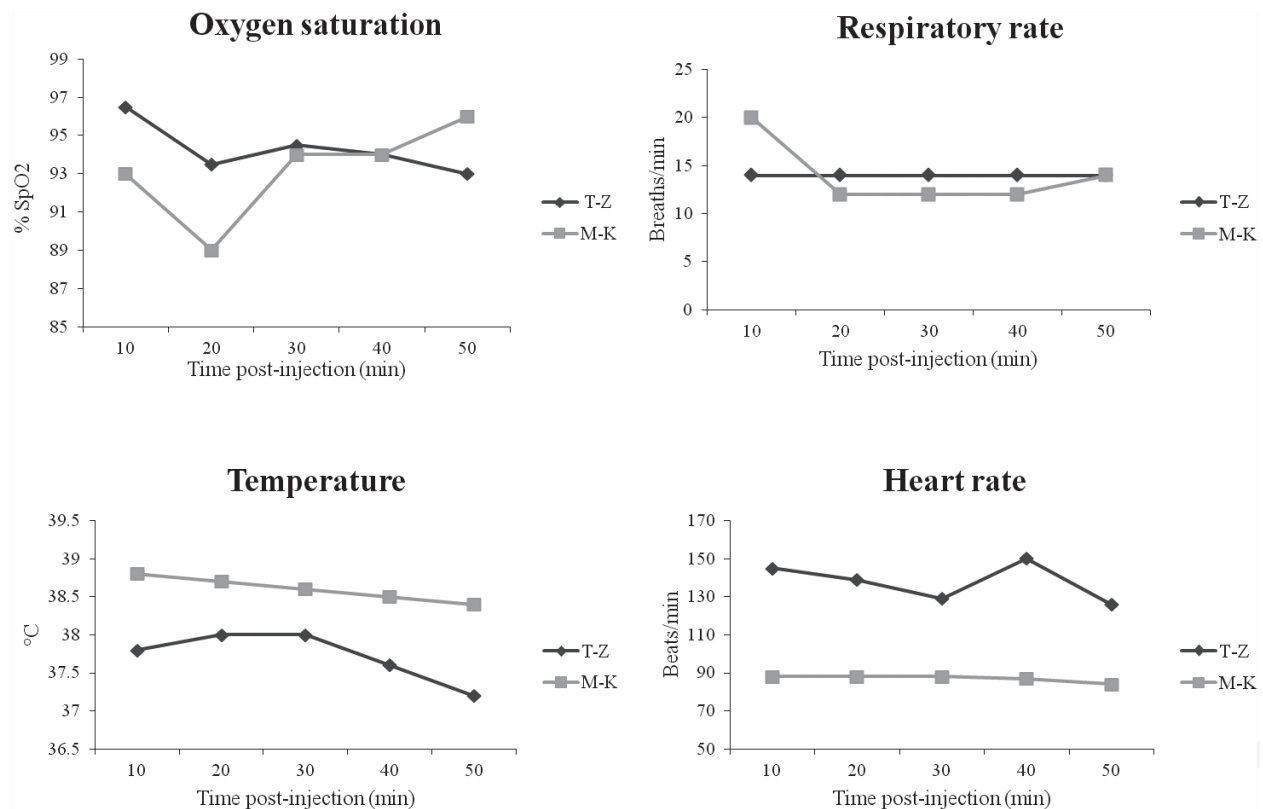 Oxygen saturation
99
97
95
93
91
89
87
85
% SpO2
10 20 30 40 50
Time post-injection (min)
T-Z
M-K
Respiratory rate
25
20
15
10
5
0
Breaths/min
10 20 30 40 50
Time post-injection (min)
T-Z
M-K
Temperature
39.5
39
38.5
38
37.5
37
36.5
°C
10 20 30 40 50
Time post-injection (min)
T-Z
M-K
Heart rate
170
150
130
110
90
70
50
Beats/min
10 20 30 40 50
Time post-injection (min)
T-Z
M-K